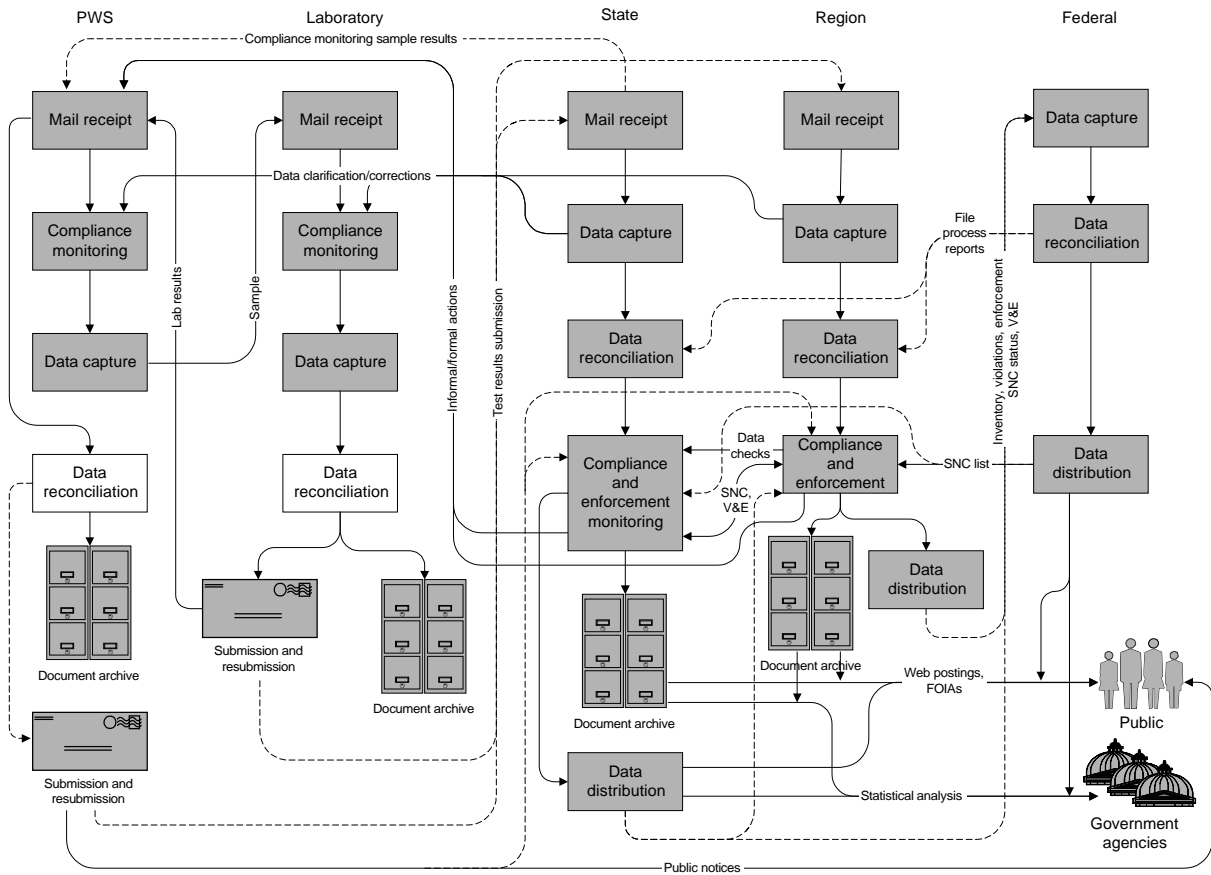 PWS
Laboratory
State
Region
Federal
Compliance monitoring sample results
Mail receipt
Mail receipt
Mail receipt
Mail receipt
Data capture
Data clarification/corrections
Compliance
monitoring
Compliance
monitoring
Data capture
Data capture
File
process
reports
Data
reconciliation
Lab results
Sample
Informal/formal actions
Test results submission
Inventory, violations, enforcement
SNC status, V&E
Data capture
Data capture
Data
reconciliation
Data
reconciliation
Data
reconciliation
Data
reconciliation
Compliance
and
enforcement
monitoring
Data
checks
SNC,
V&E
Compliance
and
enforcement
SNC list
Data
distribution
Data
distribution
Document archive
Submission and
resubmission
Document archive
Document archive
Document archive
Web postings,
FOIAs
Public
Submission and
resubmission
Data
distribution
Statistical analysis
Government
agencies
Public notices